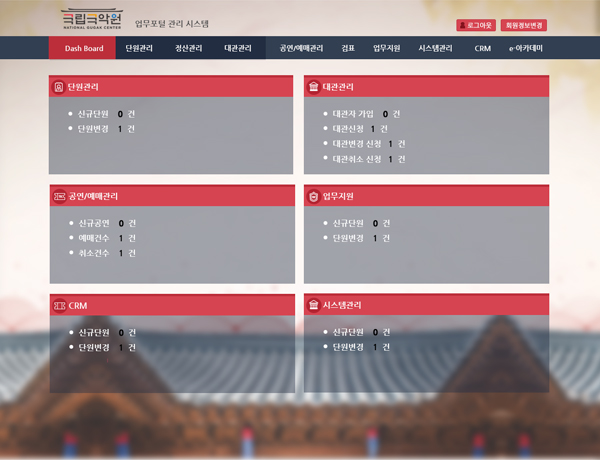 국립국악원 업무포털 관리 시스템
NATIONAL GUGAK CENTER
로그아웃 회원정보변경
Dash Board 단원관리 정산관리 대관관리 공연/예매관리 검표 업무지원 시스템관리 CRM e-아카데미
단원관리
신규단원 0 건
단원변경 1 건
대관관리
대관자 가입 0 건
대관신청 1 건
대관변경 신청 1 건
대관취소 신청 1 건
공연/예매관리
신규공연 0 건
예매건수 1 건
취소건수 1 건
업무지원
신규단원 0 건
단원변경 1 건
CRM
신규단원 0 건
단원변경 1 건
시스템관리
신규단원 0 건
단원변경 1 건